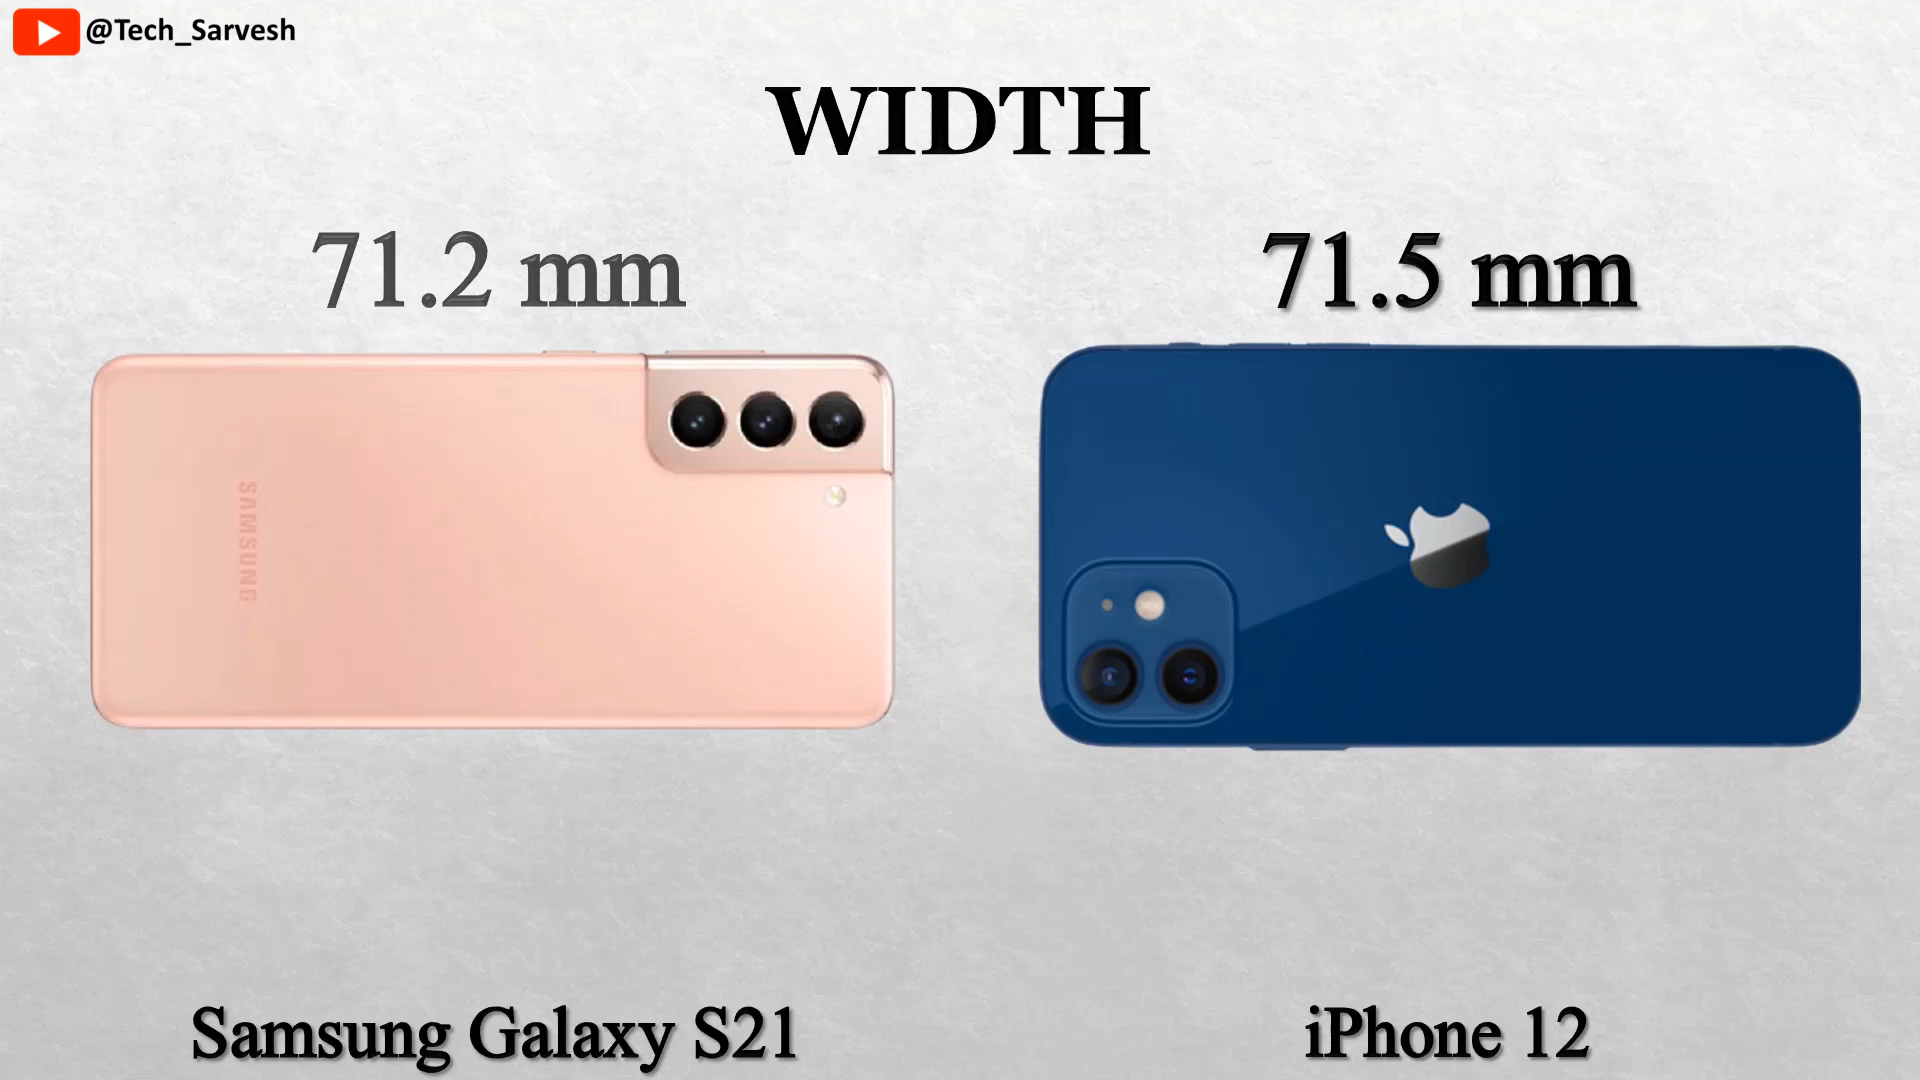 @Tech_Sarvesh
WIDTH
71.2 mm
71.5 mm
SAMSUNG
Samsung Galaxy S21
iPhone 12